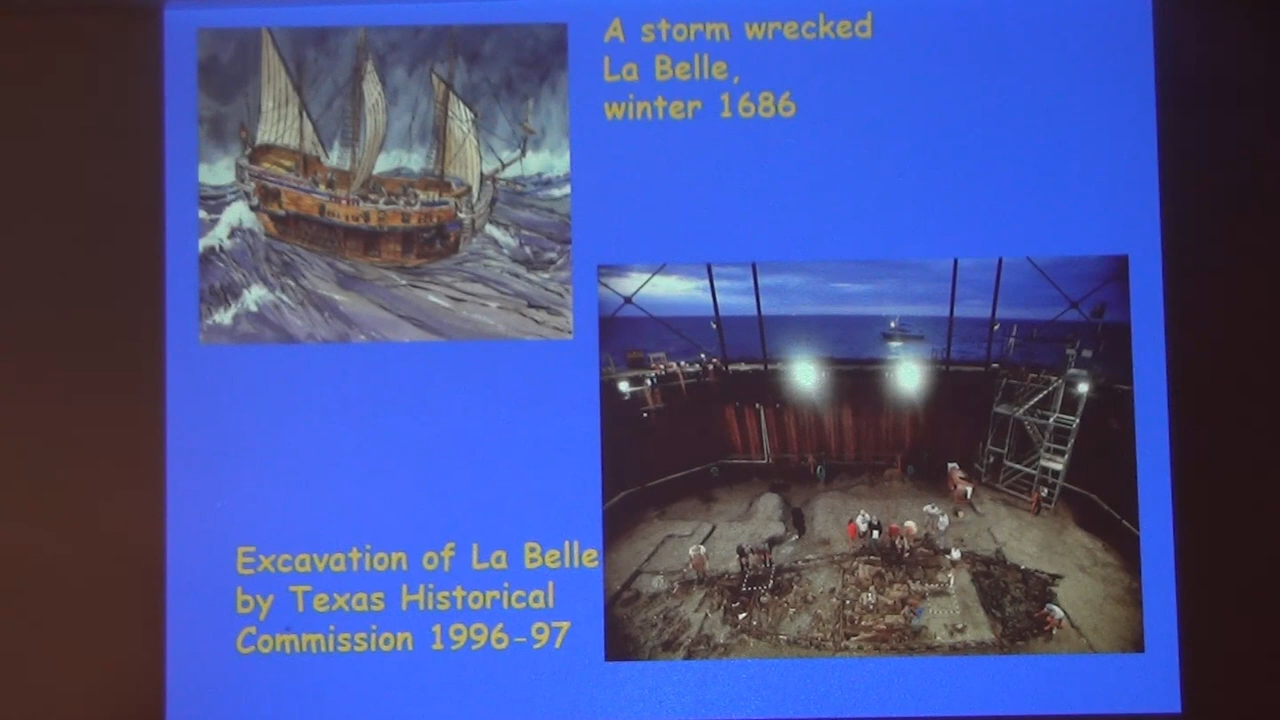 A storm wrecked
La Belle,
winter 1686
Excavation of La Belle
by Texas Historical
Commission 1996-97